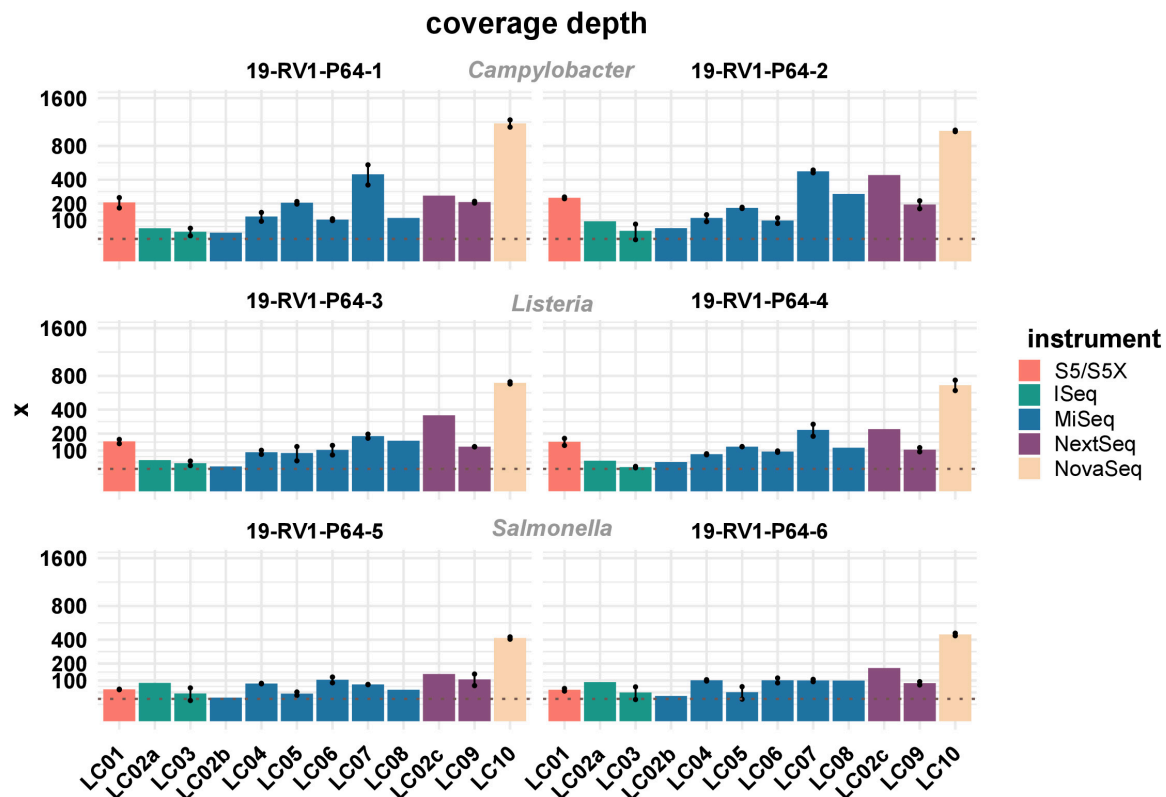 coverage depth
19-RV1-P64-1 Campylobacter 19-RV1-P64-2
1600
800
400
200
100
19-RV1-P64-3 Listeria 19-RV1-P64-4
1600
800
400
200
100
x
19-RV1-P64-5 Salmonella 19-RV1-P64-6
1600
800
400
200
100
LC01 LC02a LC03 LC02b LC04 LC05 LC06 LC07 LC08 LC02c LC09 LC10 LC01 LC02a LC03 LC02b LC04 LC05 LC06 LC07 LC08 LC02c LC09 LC10
instrument
S5/S5X
ISeq
MiSeq
NextSeq
NovaSeq